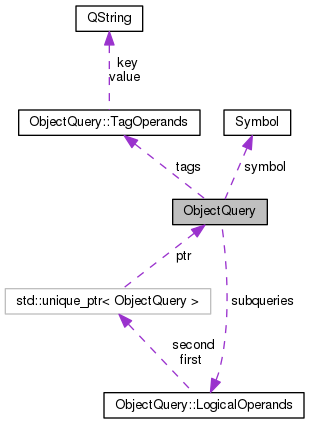 QString
key
value
ObjectQuery::TagOperands
Symbol
tags
symbol
ObjectQuery
ptr
std::unique_ptr< ObjectQuery >
subqueries
second
first
ObjectQuery::LogicalOperands